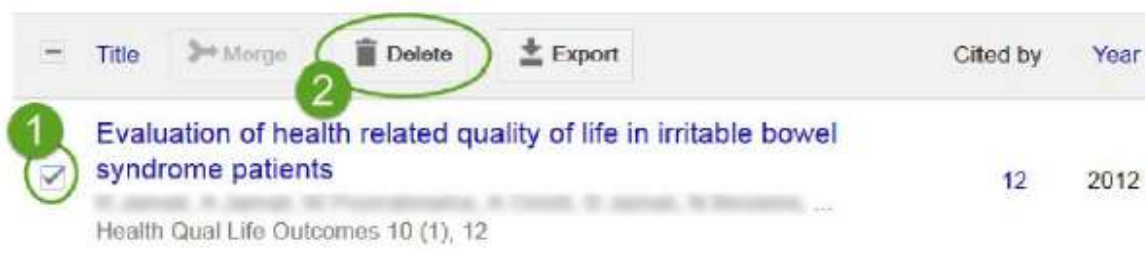 Title Merge Delete Export Cited by Year
2
1
Evaluation of health related quality of life in irritable bowel
syndrome patients 12 2012
...
Health Qual Life Outcomes 10 (1), 12